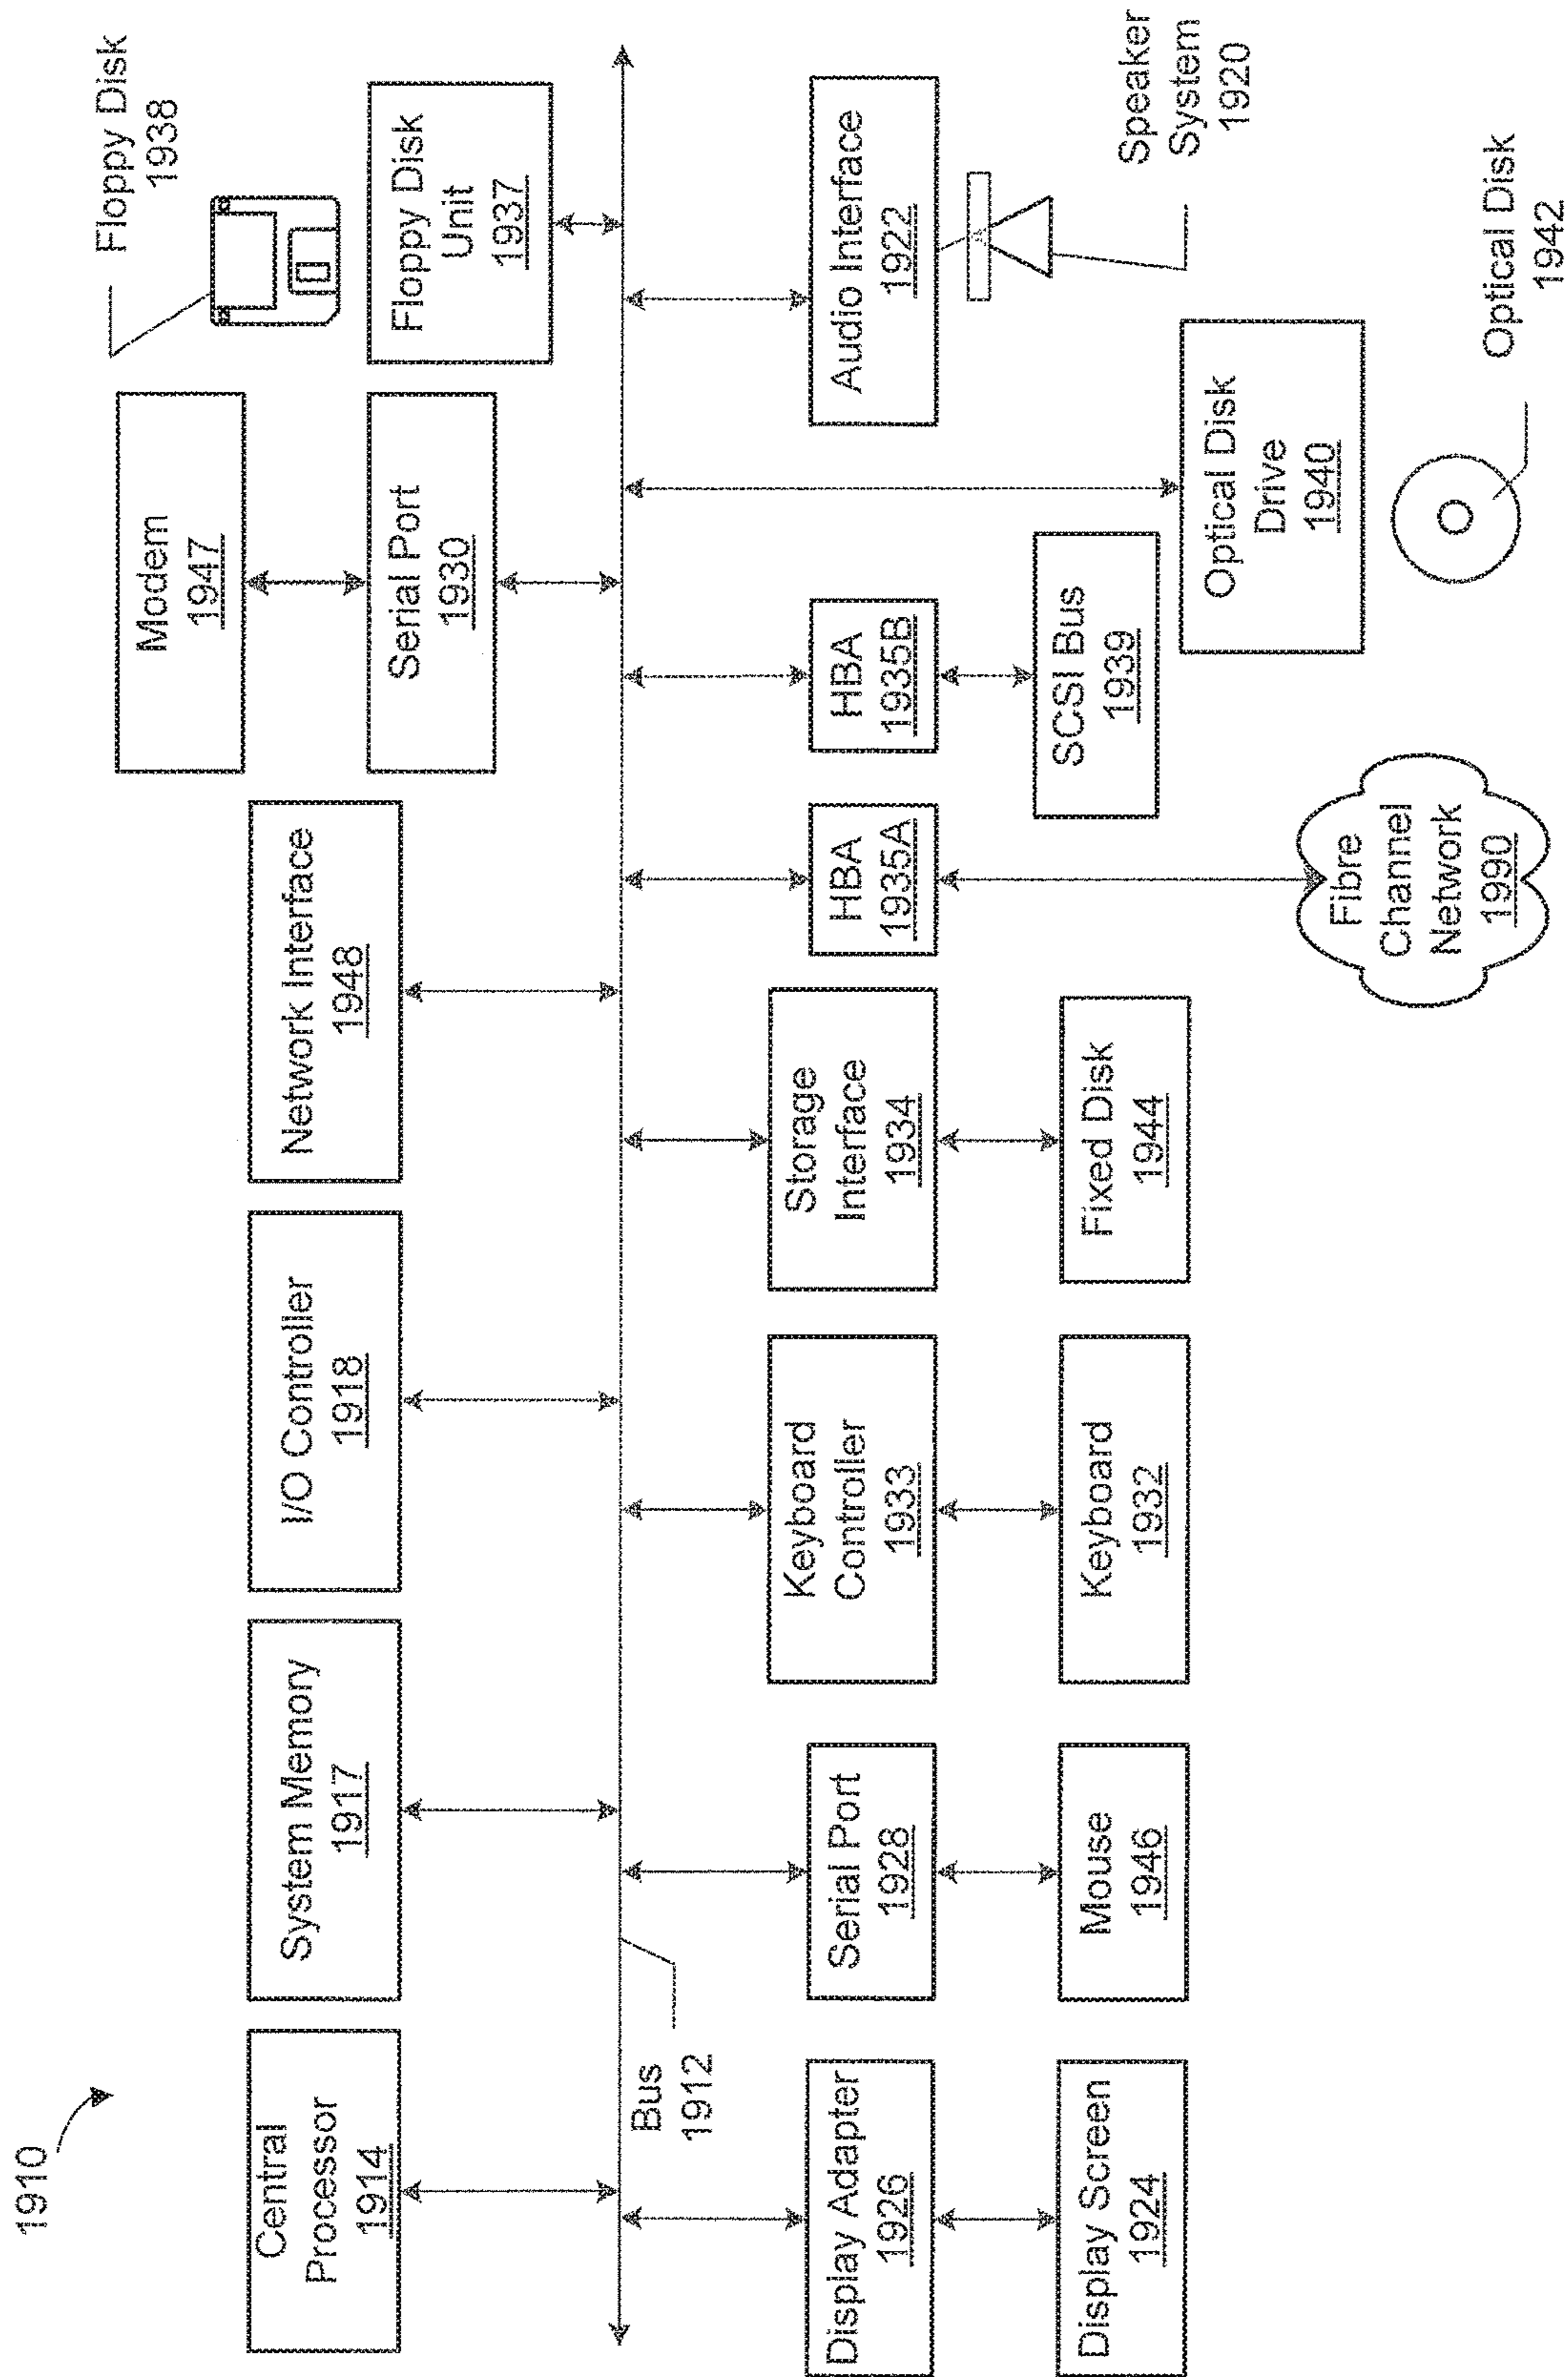 1910
Central
Processor
1914
System Memory
1917
I/O Controller
1918
Network Interface
1948
Modem
1947
Serial Port
1930
Floppy Disk
1938
Floppy Disk
Unit
1937
Bus
1912
Display Adapter
1926
Display Screen
1924
Serial Port
1928
Mouse
1946
Keyboard
Controller
1933
Keyboard
1932
Storage
Interface
1934
Fixed Disk
1944
HBA
1935A
Fibre
Channel
Network
1990
HBA
1935B
SCSI Bus
1939
Optical Disk
Drive
1940
Optical Disk
1942
Audio Interface
1922
Speaker
System
1920